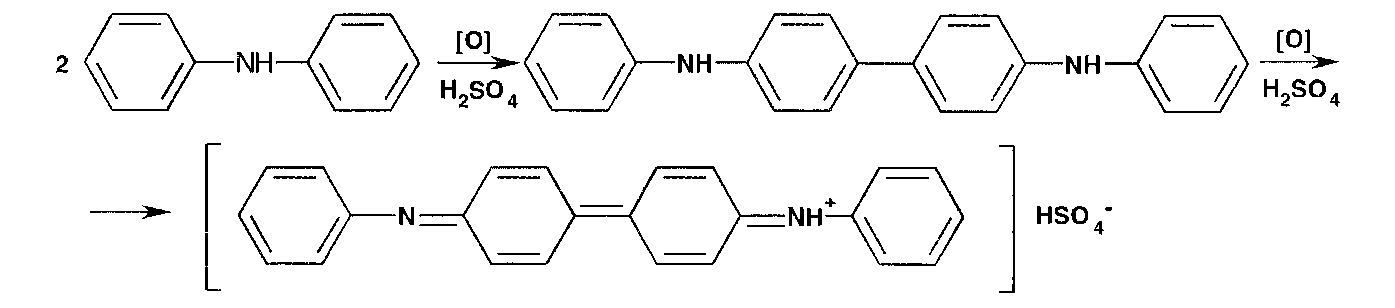 2 NH [O] H₂SO₄ NH NH [O] H₂SO₄
N NH⁺ HSO₄⁻